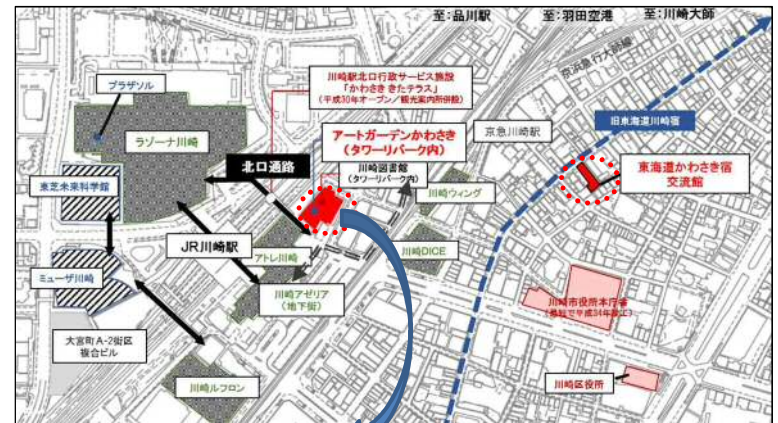 至:品川駅
至:羽田空港
至:川崎大師
京浜急行大師線
プラザソル
川崎駅北口行政サービス施設
「かわさき きたテラス」
(平成30年オープン/観光案内所併設)
ラゾーナ川崎
アートガーデンかわさき
(タワーリバーク内)
京急川崎駅
旧東海道川崎宿
北口通路
川崎図書館
(タワーリバーク内)
東海道かわさき宿
交流館
東芝未来科学館
川崎ウィング
JR川崎駅
アトレ川崎
川崎DICE
ミューザ川崎
川崎アゼリア
(地下街)
川崎市役所本庁舎
大宮町A-2街区
複合ビル
川崎ルフロン
川崎区役所